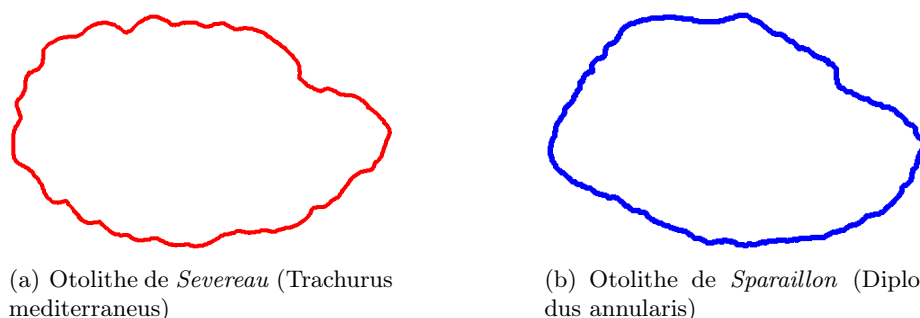 (a) Otolithe de Severeau (Trachurus
mediterraneus)
(b) Otolithe de Sparaillon (Diplo
dus annularis)